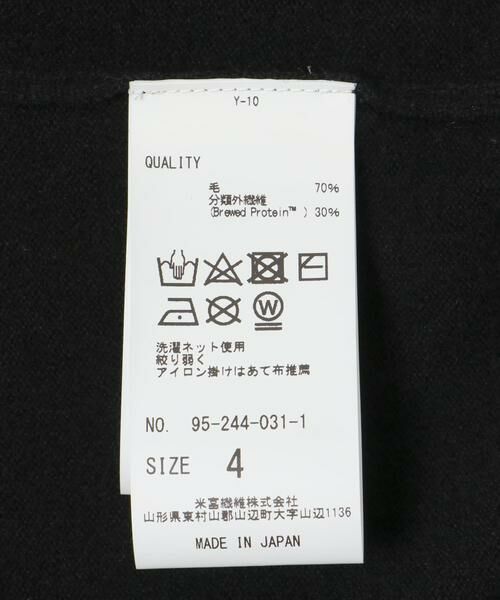 Y-10
QUALITY
毛 70%
分類外繊維
(Brewed Protein™ ) 30%
W
洗濯ネット使用
絞り弱く
アイロン掛けはあて布推薦
NO. 95-244-031-1
SIZE 4
米富繊維株式会社
山形県東村山郡山辺町大字山辺1136
MADE IN JAPAN